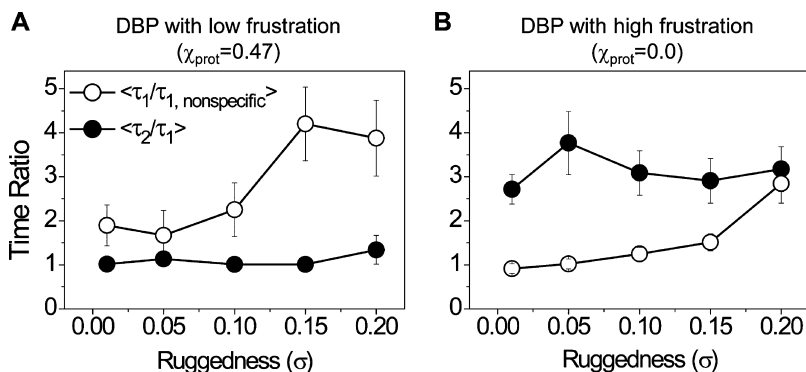 A
DBP with low frustration
(χprot=0.47)
<τ1/τ1, nonspecific>
<τ2/τ1>
Time Ratio
5
4
3
2
1
0
0.00 0.05 0.10 0.15 0.20
Ruggedness (σ)
B
DBP with high frustration
(χprot=0.0)
5
4
3
2
1
0
0.00 0.05 0.10 0.15 0.20
Ruggedness (σ)